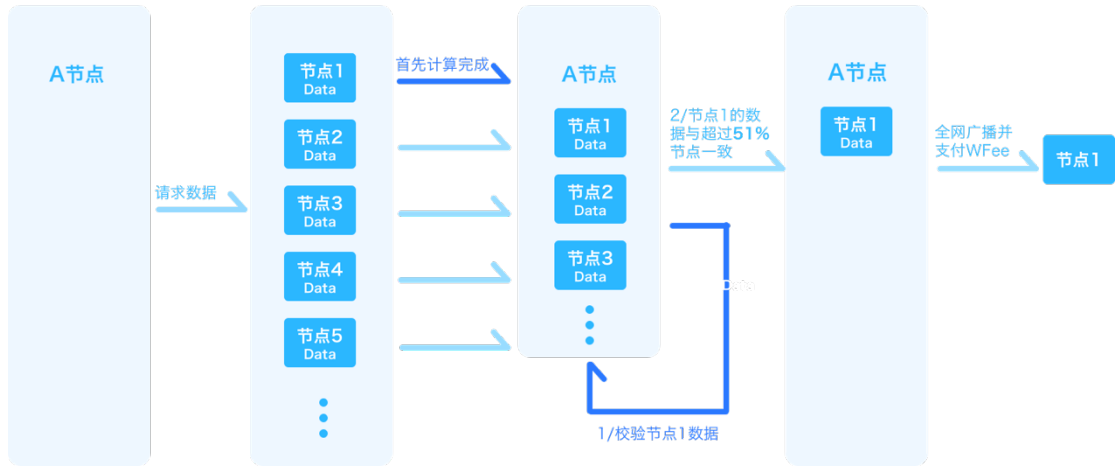 A节点
请求数据
节点1
Data
节点2
Data
节点3
Data
节点4
Data
节点5
Data
首先计算完成
A节点
节点1
Data
节点2
Data
节点3
Data
1/校验节点1数据
2/节点1的数
据与超过51%
节点一致
Data
A节点
节点1
Data
全网广播并
支付WFee
节点1